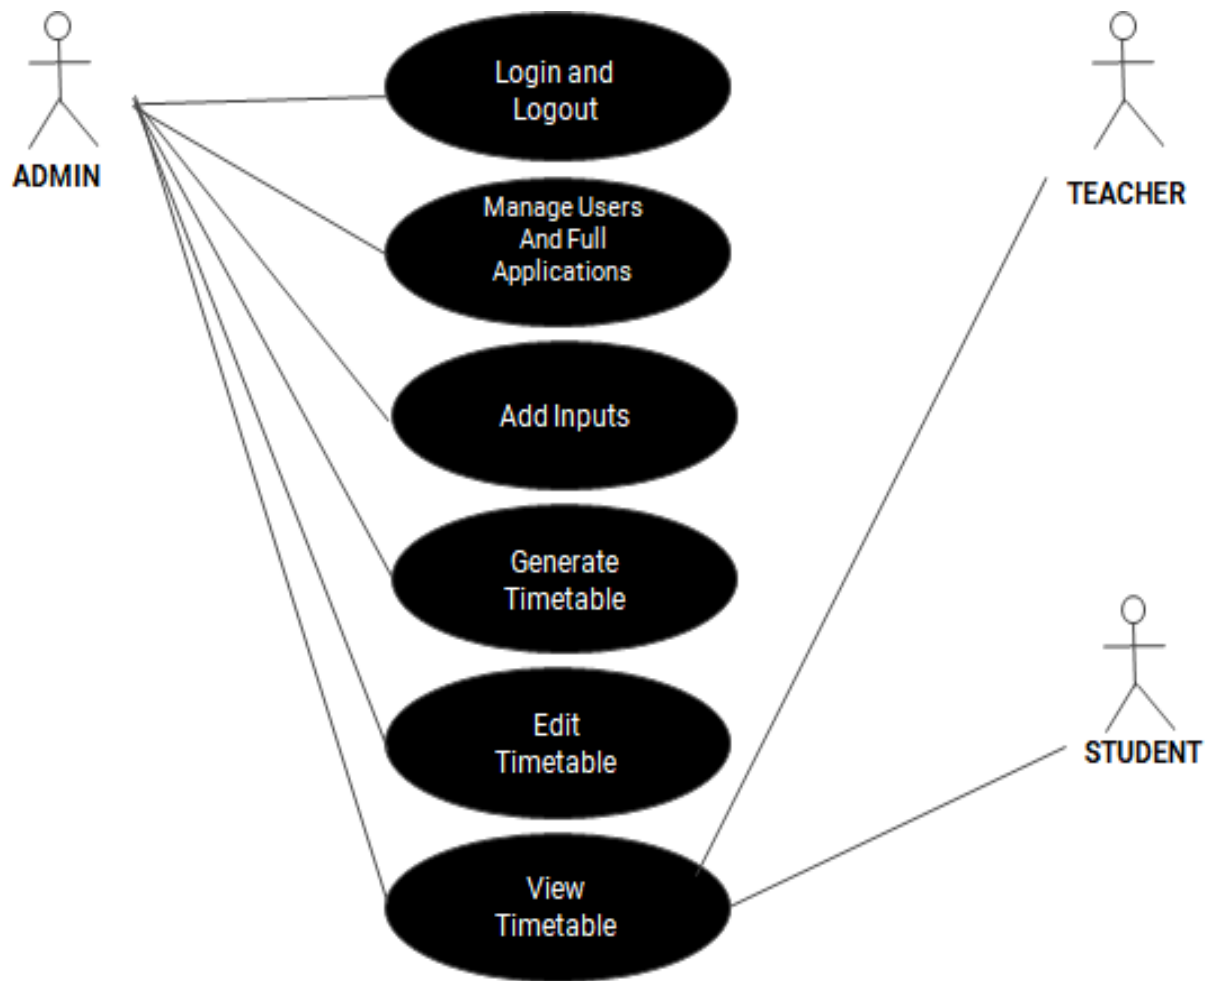 Login and
Logout
ADMIN
TEACHER
Manage Users
And Full
Applications
Add Inputs
Generate
Timetable
Edit
Timetable
STUDENT
View
Timetable